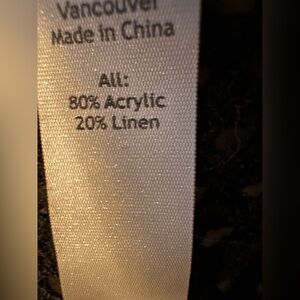 Vancouver
Made in China
All:
80% Acrylic
20% Linen